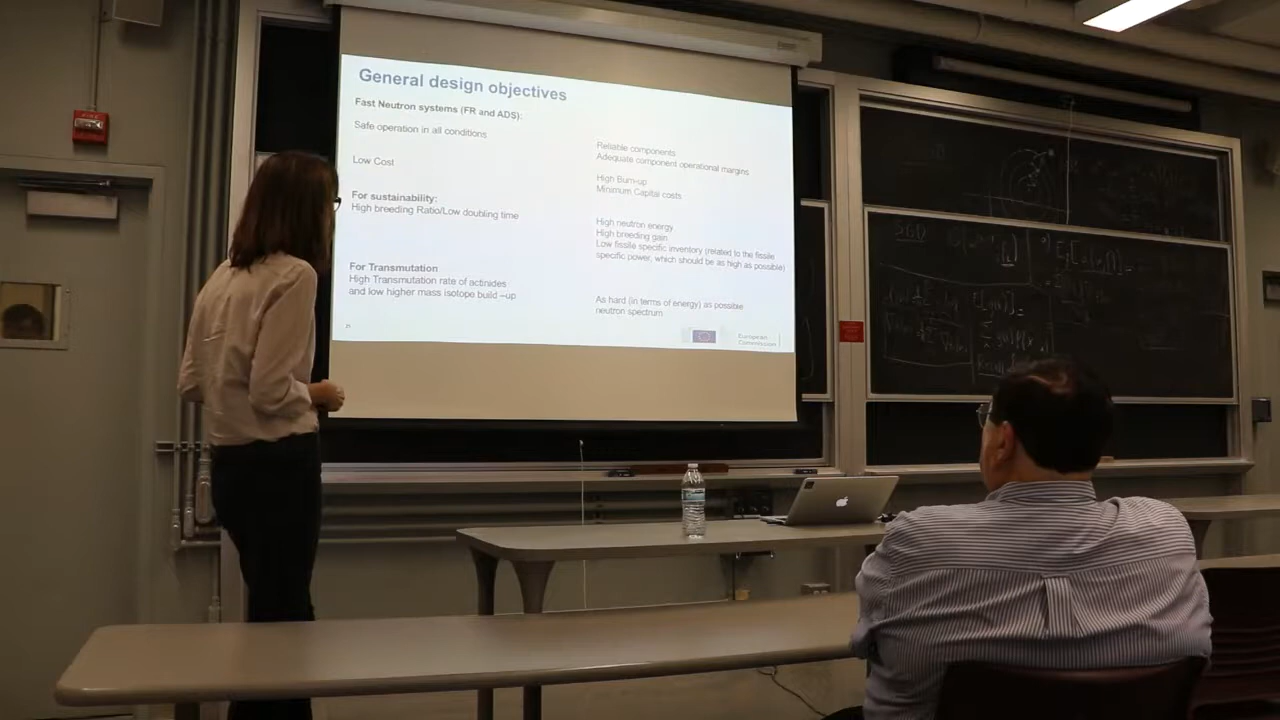 General design objectives
Fast Neutron systems (FR and ADS):
Safe operation in all conditions
Reliable components
Adequate component operational margins
Low Cost
High Burn-up
Minimum Capital costs
For sustainability:
High breeding Ratio/Low doubling time
High neutron energy
High breeding gain
Low fissile specific inventory (related to the fissile
specific power, which should be as high as possible)
For Transmutation
High Transmutation rate of actinides
and low higher mass isotope build –up
As hard (in terms of energy) as possible
neutron spectrum
European
Commission
FIRE